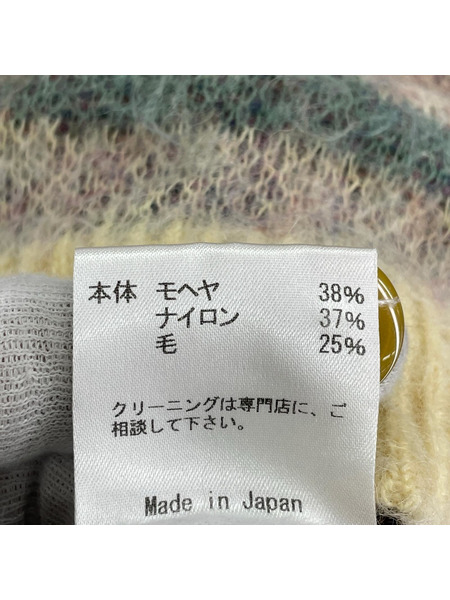 本体 モヘヤ 38%
ナイロン 37%
毛 25%
クリーニングは専門店に、ご
相談して下さい。
Made in Japan